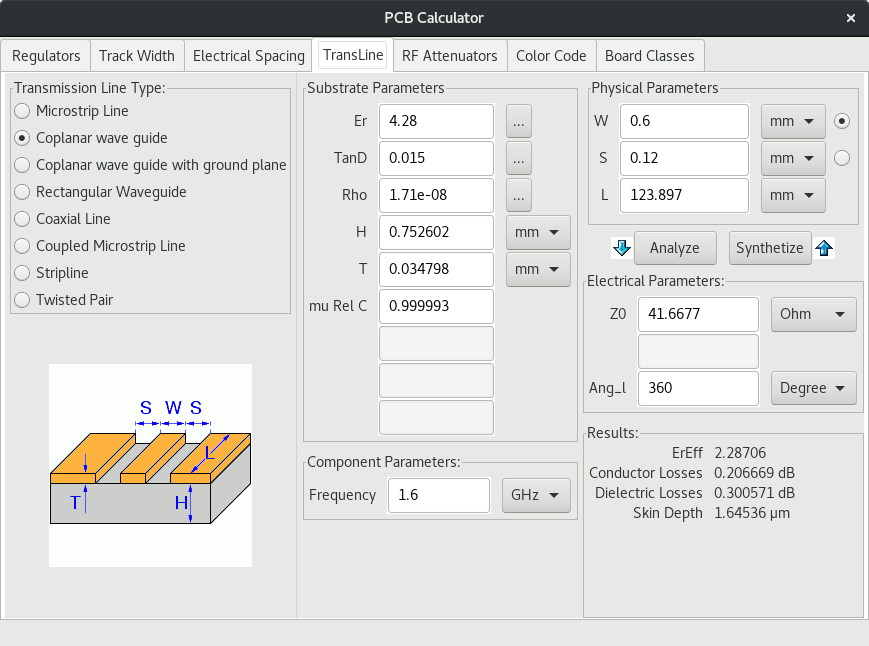 PCB Calculator ×
Regulators Track Width Electrical Spacing TransLine RF Attenuators Color Code Board Classes
Transmission Line Type:
Microstrip Line
Coplanar wave guide
Coplanar wave guide with ground plane
Rectangular Waveguide
Coaxial Line
Coupled Microstrip Line
Stripline
Twisted Pair
S W S
L
T H
Substrate Parameters
Er 4.28 ...
TanD 0.015 ...
Rho 1.71e-08 ...
H 0.752602 mm
T 0.034798 mm
mu Rel C 0.999993
Component Parameters:
Frequency 1.6 GHz
Physical Parameters
W 0.6 mm
S 0.12 mm
L 123.897 mm
Analyze Synthetize
Electrical Parameters:
Z0 41.6677 Ohm
Ang_l 360 Degree
Results:
ErEff 2.28706
Conductor Losses 0.206669 dB
Dielectric Losses 0.300571 dB
Skin Depth 1.64536 µm